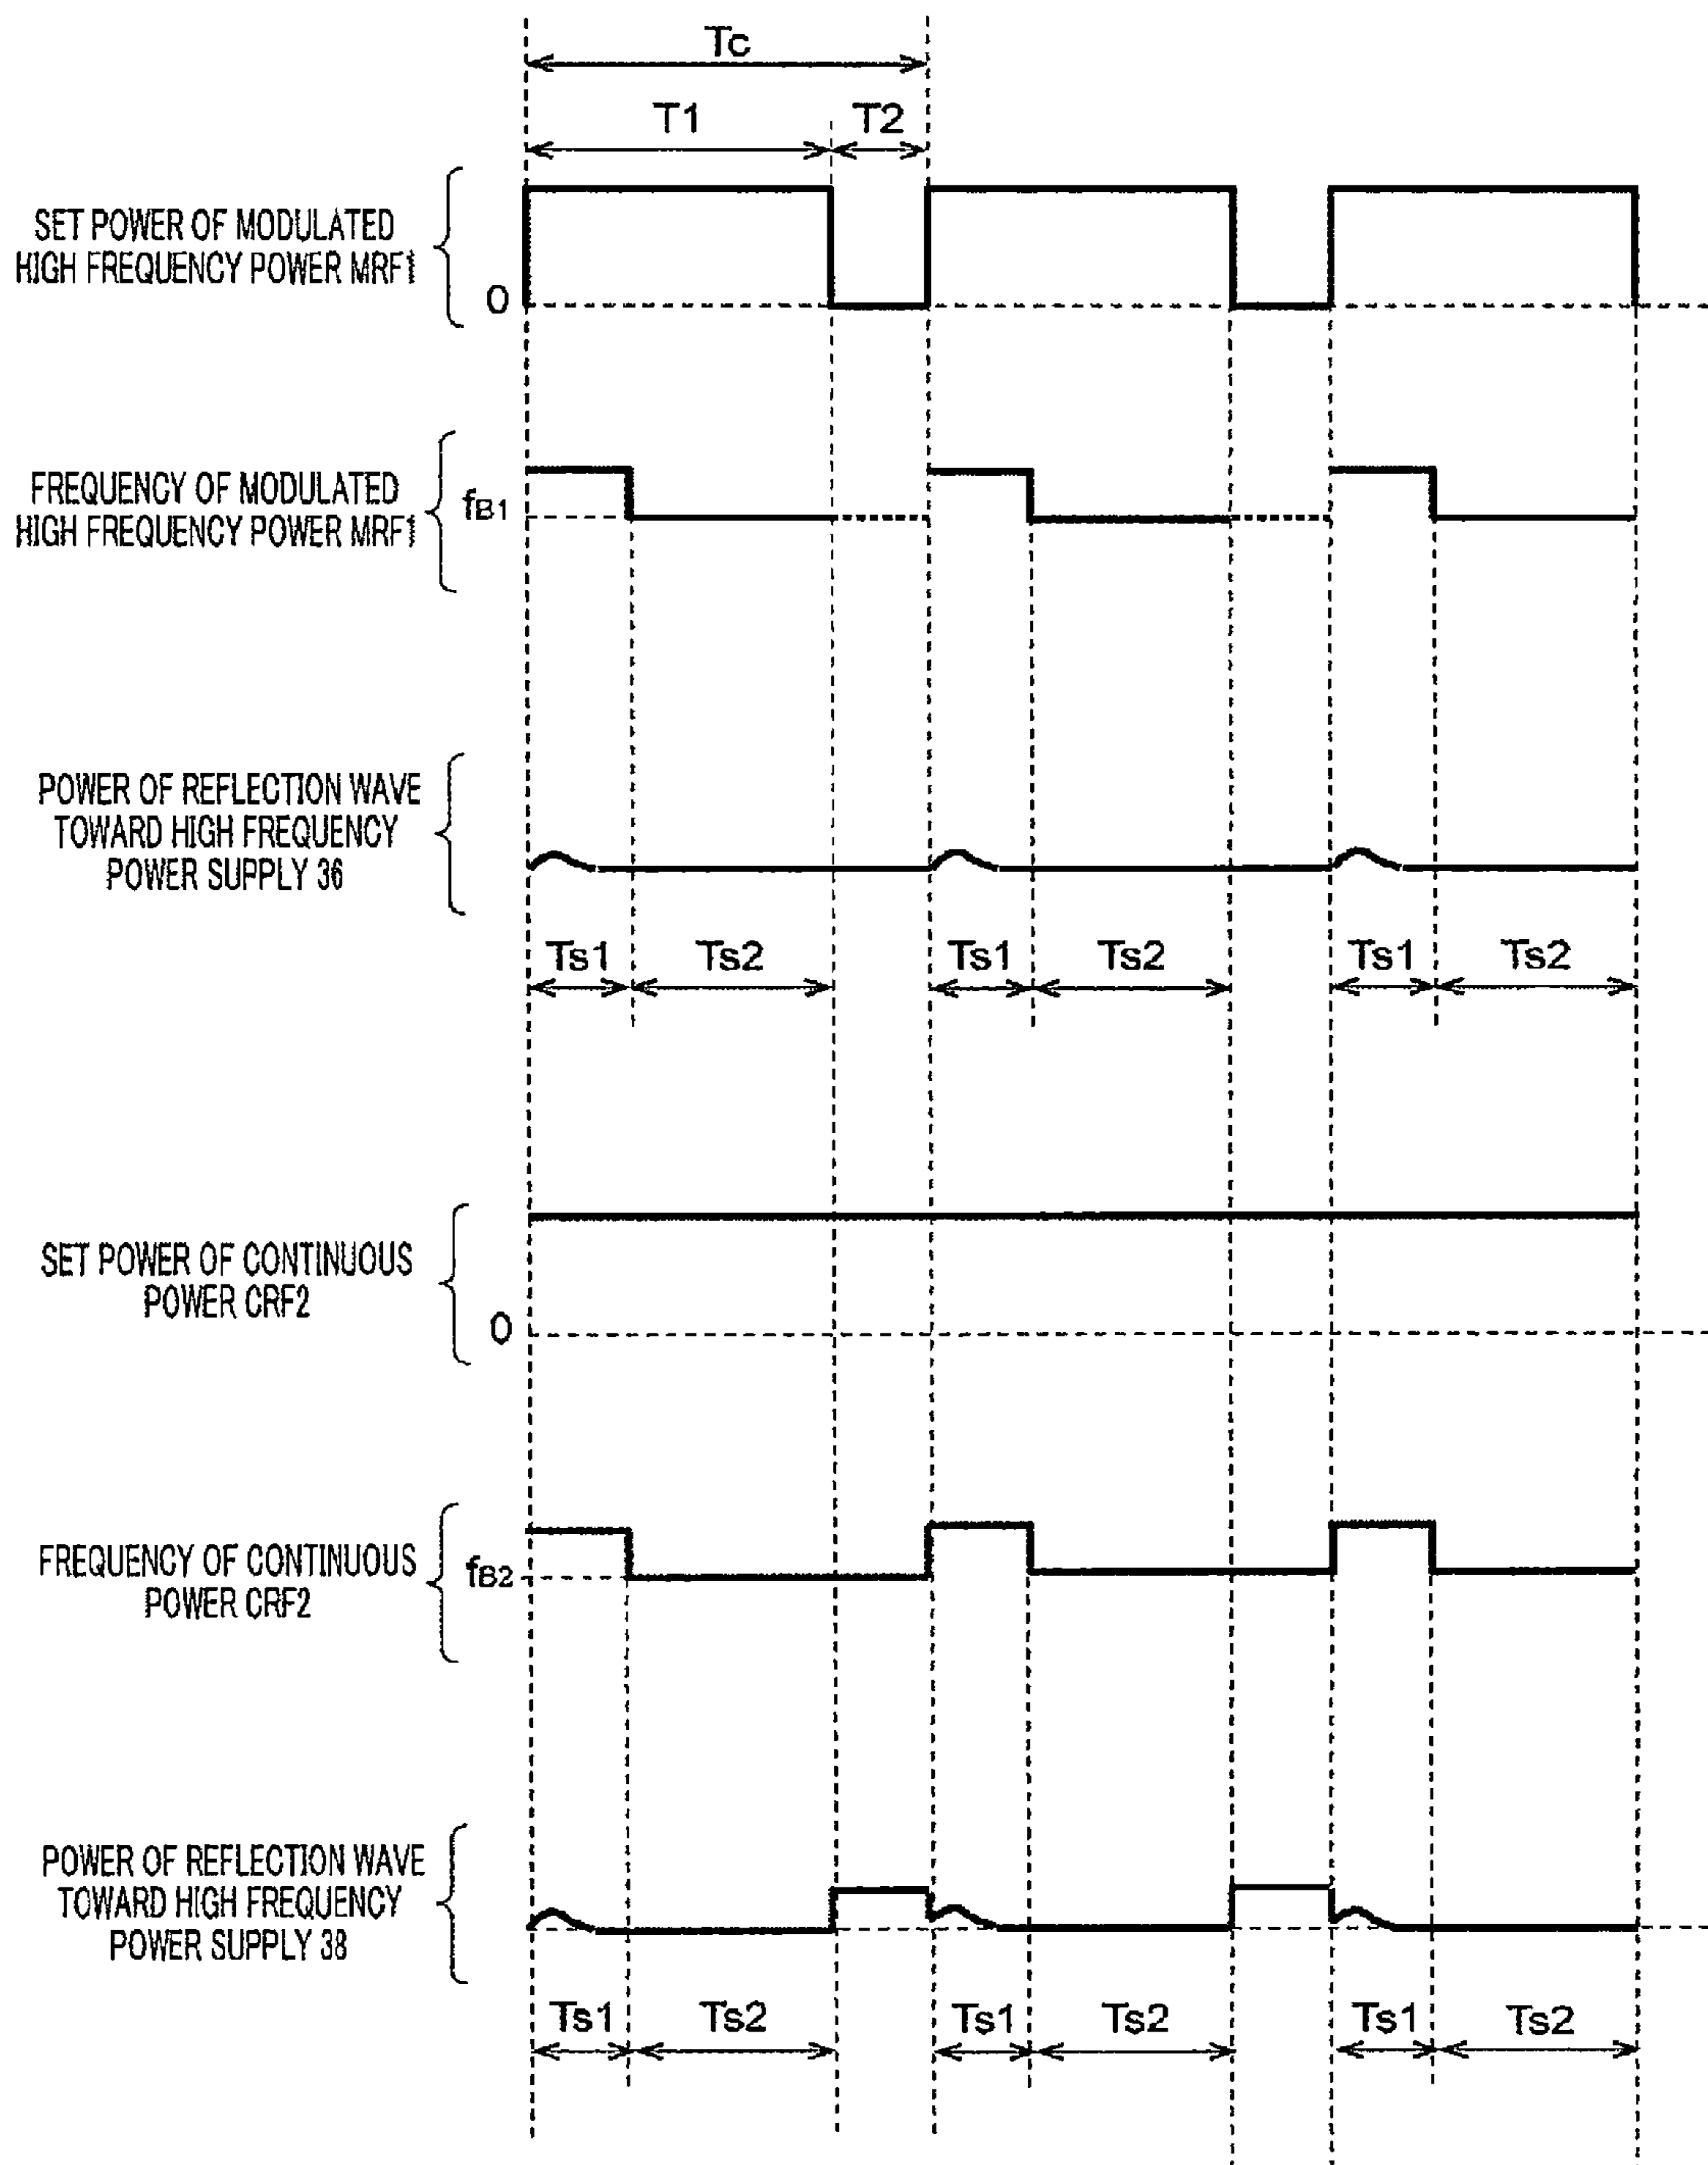 Tc
T1 T2
SET POWER OF MODULATED
HIGH FREQUENCY POWER MRF1
0
FREQUENCY OF MODULATED
HIGH FREQUENCY POWER MRF1
fB1
POWER OF REFLECTION WAVE
TOWARD HIGH FREQUENCY
POWER SUPPLY 36
Ts1 Ts2 Ts1 Ts2 Ts1 Ts2
SET POWER OF CONTINUOUS
POWER CRF2
0
FREQUENCY OF CONTINUOUS
POWER CRF2
fB2
POWER OF REFLECTION WAVE
TOWARD HIGH FREQUENCY
POWER SUPPLY 38
Ts1 Ts2 Ts1 Ts2 Ts1 Ts2